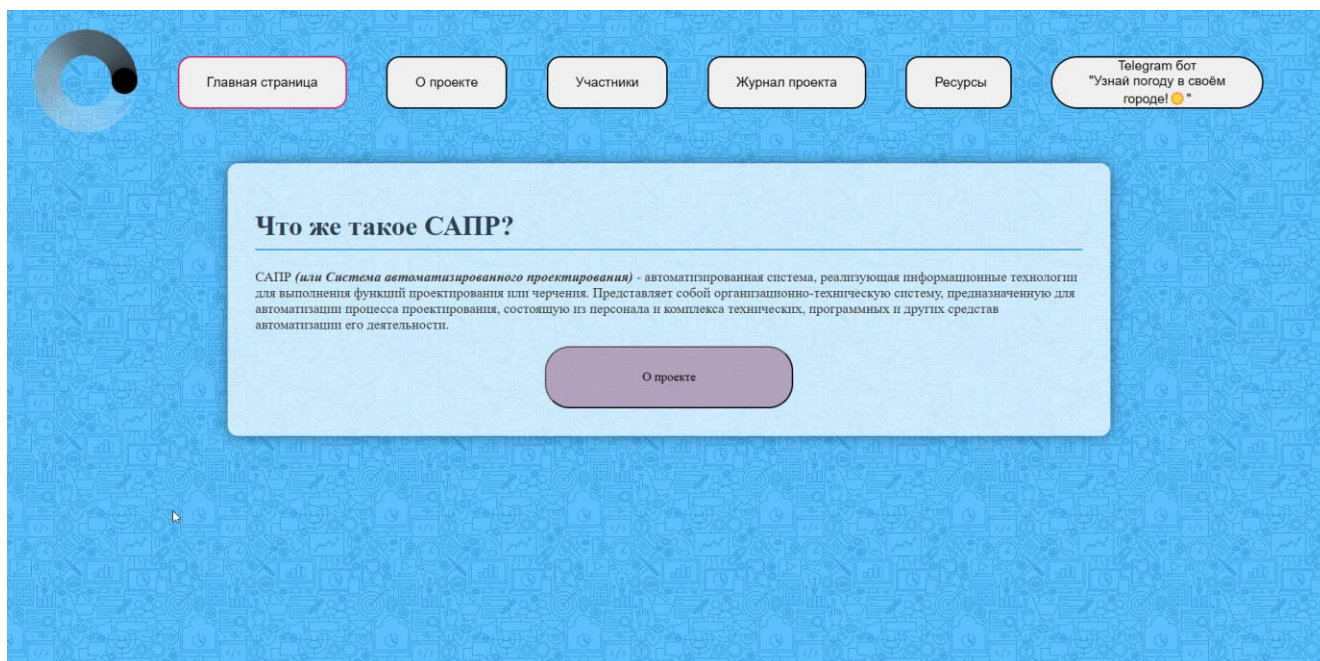 Главная страница
О проекте
Участники
Журнал проекта
Ресурсы
Telegram бот
"Узнай погоду в своём
городе!🌞"
Что же такое САПР?
САПР (или Система автоматизированного проектирования) - автоматизированная система, реализующая информационные технологии
для выполнения функций проектирования или черчения. Представляет собой организационно-техническую систему, предназначенную для
автоматизации процесса проектирования, состоящую из персонала и комплекса технических, программных и других средстав
автоматизации его деятельности.
О проекте